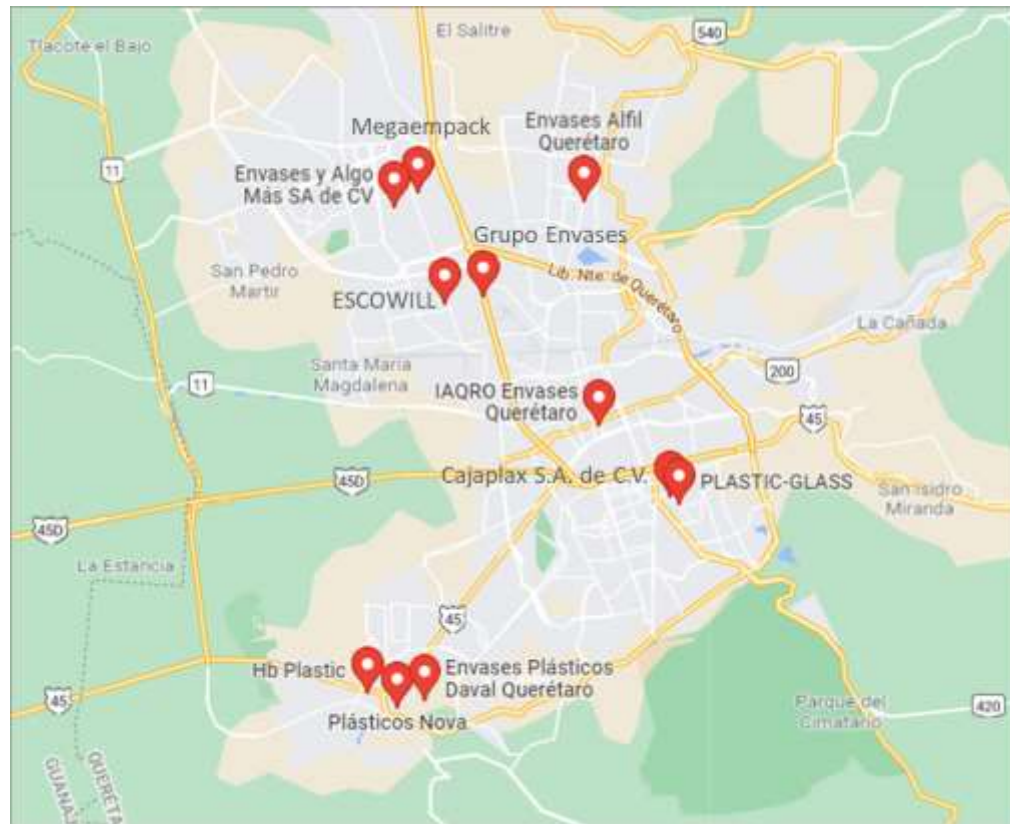 El Salitre
540
Tlacote el Bajo
Megaempack
Envases Alfil
Querétaro
11
Envases y Algo
Más SA de CV
Grupo Envases
San Pedro
Martir
Lib. Nte. de Querétaro
ESCOWILL
La Cañada
Santa Maria
Magdalena
200
11
IAQRO Envases
Querétaro
45
Cajaplax S.A. de C.V.
PLASTIC-GLASS
45D
San Isidro
Miranda
45D
La Estancia
45
Hb Plastic
Envases Plásticos
Daval Querétaro
45
Plásticos Nova
Parque del
Cimatario
420
QUERÉTA
GUANAJ